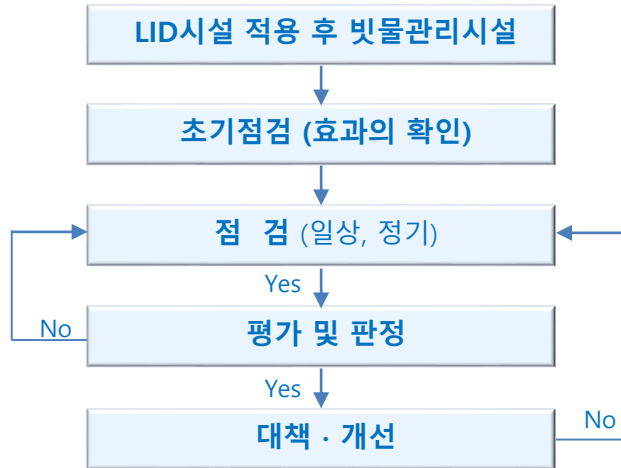 LID시설 적용 후 빗물관리시설
초기점검 (효과의 확인)
점 검 (일상, 정기)
Yes
No
평가 및 판정
Yes
No
대책 · 개선